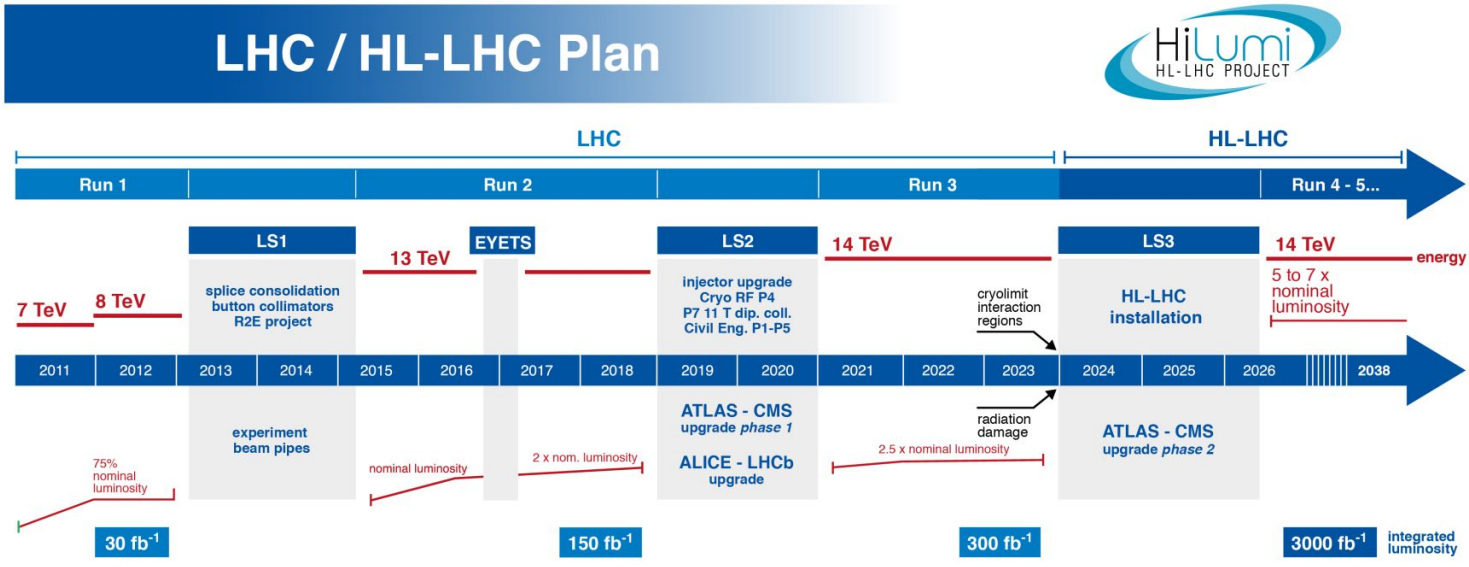 LHC / HL-LHC Plan
HiLumi
HL-LHC PROJECT
LHC
HL-LHC
Run 1
Run 2
Run 3
Run 4 - 5...
LS1
EYETS
LS2
LS3
14 TeV
14 TeV
energy
13 TeV
7 TeV
8 TeV
splice consolidation
button collimators
R2E project
injector upgrade
Cryo RF P4
P7 11 T dip. coll.
Civil Eng. P1-P5
cryolimit
interaction
regions
HL-LHC
installation
5 to 7 x
nominal
luminosity
2011
2012
2013
2014
2015
2016
2017
2018
2019
2020
2021
2022
2023
2024
2025
2026
2038
experiment
beam pipes
ATLAS - CMS
upgrade phase 1
ALICE - LHCb
upgrade
radiation
damage
ATLAS - CMS
upgrade phase 2
75%
nominal
luminosity
nominal luminosity
2 x nom. luminosity
2.5 x nominal luminosity
30 fb⁻¹
150 fb⁻¹
300 fb⁻¹
3000 fb⁻¹
integrated
luminosity